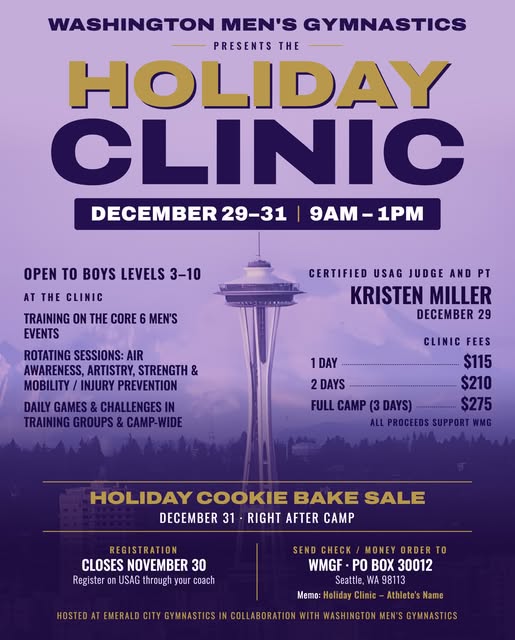 WASHINGTON MEN'S GYMNASTICS
PRESENTS THE
HOLIDAY
CLINIC
DECEMBER 29–31 | 9AM – 1PM
OPEN TO BOYS LEVELS 3–10
AT THE CLINIC
TRAINING ON THE CORE 6 MEN'S
EVENTS
ROTATING SESSIONS: AIR
AWARENESS, ARTISTRY, STRENGTH &
MOBILITY / INJURY PREVENTION
DAILY GAMES & CHALLENGES IN
TRAINING GROUPS & CAMP-WIDE
CERTIFIED USAG JUDGE AND PT
KRISTEN MILLER
DECEMBER 29
CLINIC FEES
1 DAY $115
2 DAYS $210
FULL CAMP (3 DAYS) $275
ALL PROCEEDS SUPPORT WMG
HOLIDAY COOKIE BAKE SALE
DECEMBER 31 · RIGHT AFTER CAMP
REGISTRATION
CLOSES NOVEMBER 30
Register on USAG through your coach
SEND CHECK / MONEY ORDER TO
WMGF · PO BOX 30012
Seattle, WA 98113
Memo: Holiday Clinic – Athlete's Name
HOSTED AT EMERALD CITY GYMNASTICS IN COLLABORATION WITH WASHINGTON MEN'S GYMNASTICS